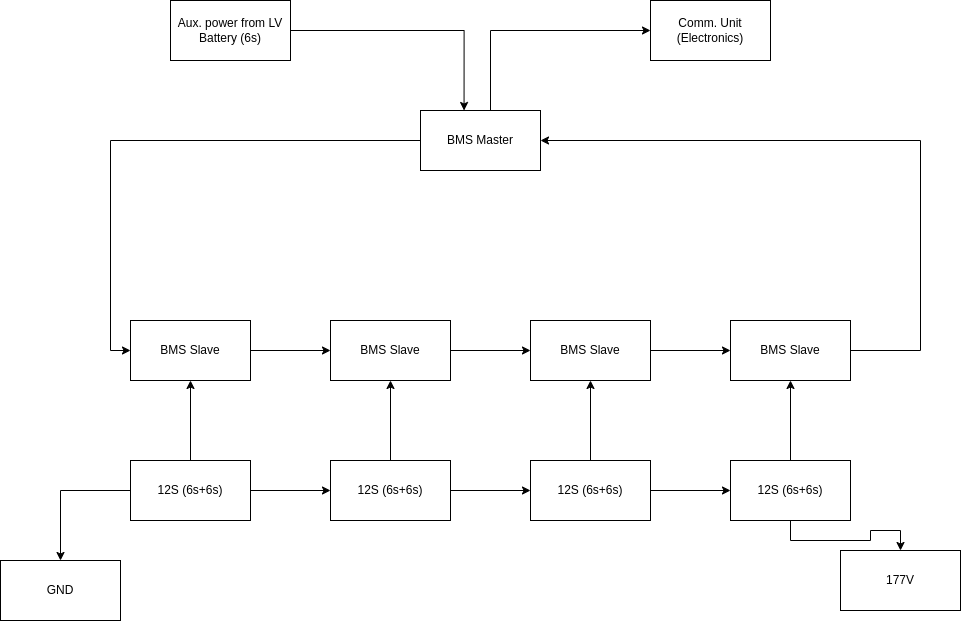 Aux. power from LV
Battery (6s)
Comm. Unit
(Electronics)
BMS Master
BMS Slave
BMS Slave
BMS Slave
BMS Slave
12S (6s+6s)
12S (6s+6s)
12S (6s+6s)
12S (6s+6s)
GND
177V